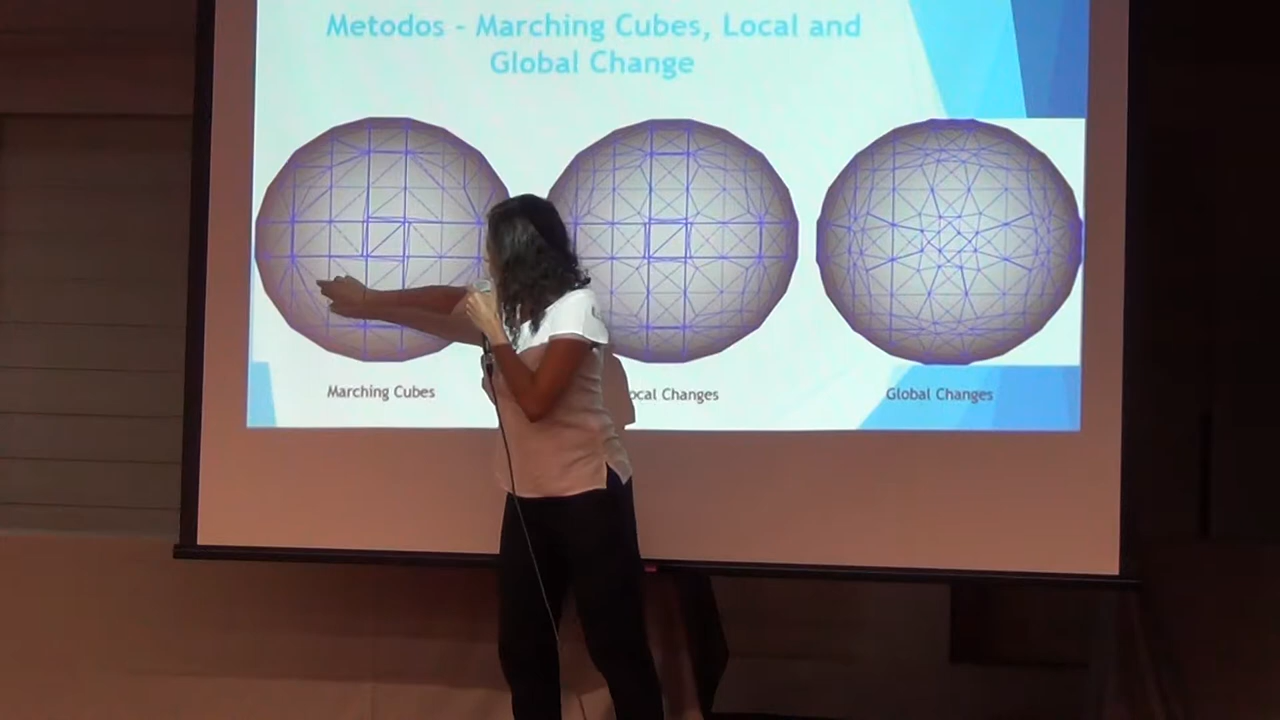 Metodos - Marching Cubes, Local and
Global Change
Marching Cubes
ocal Changes
Global Changes